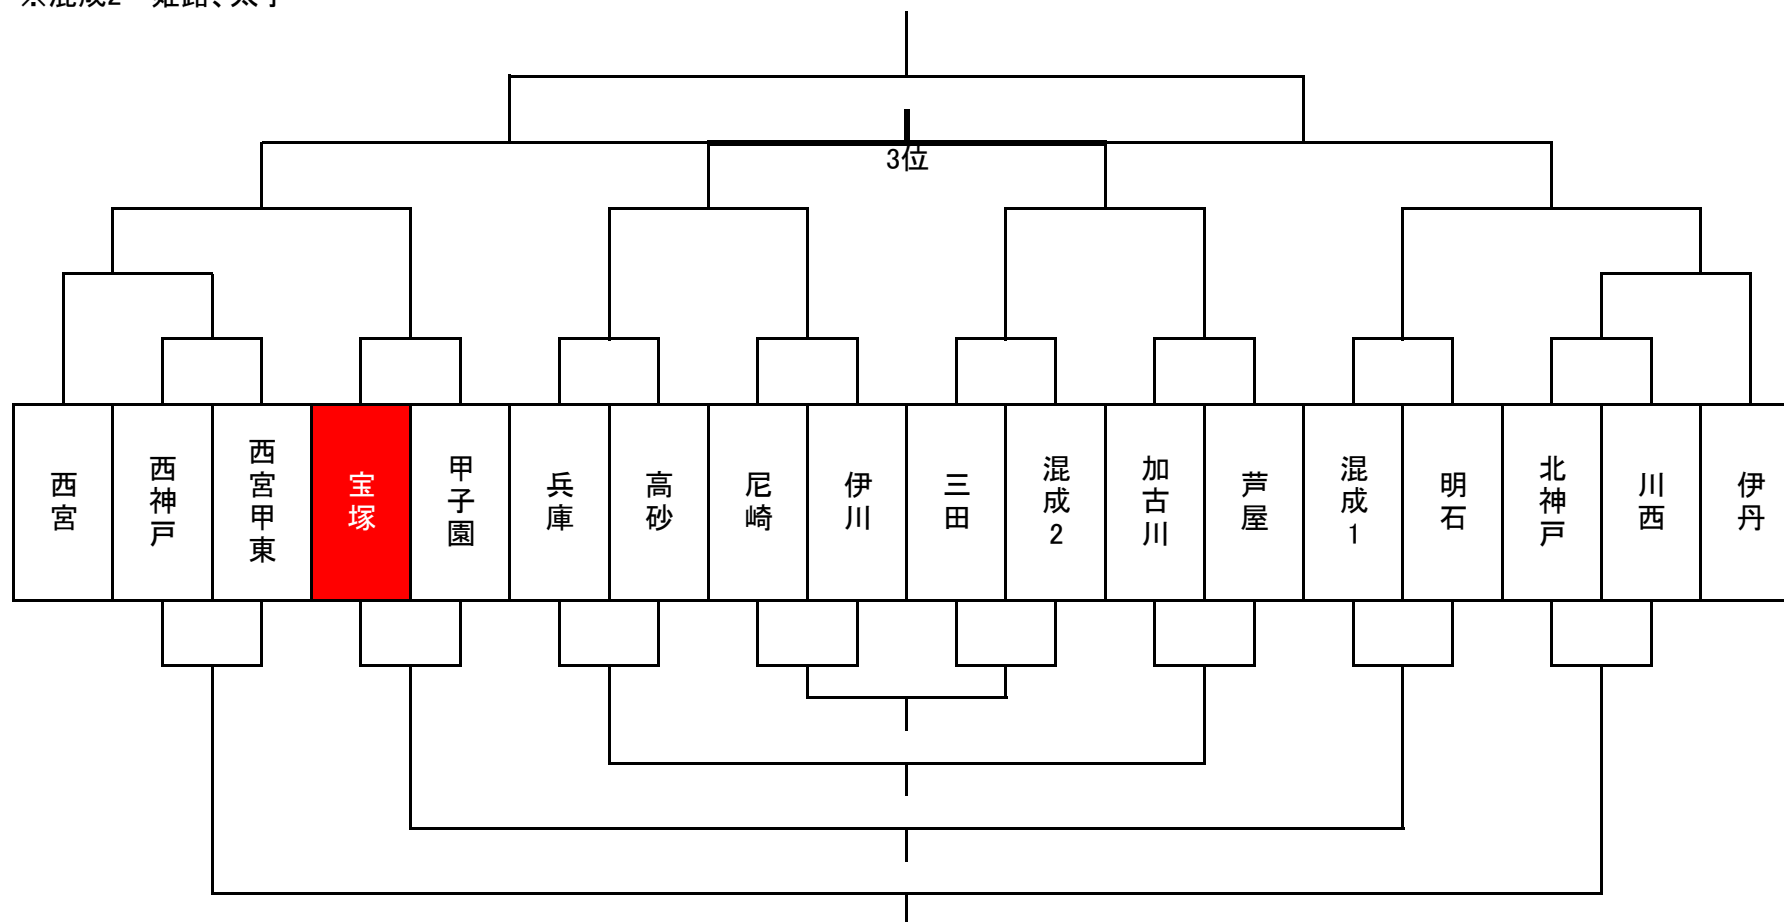 3位
西宮
西神戸
西宮甲東
宝塚
甲子園
兵庫
高砂
尼崎
伊川
三田
混成2
加古川
芦屋
混成1
明石
北神戸
川西
伊丹